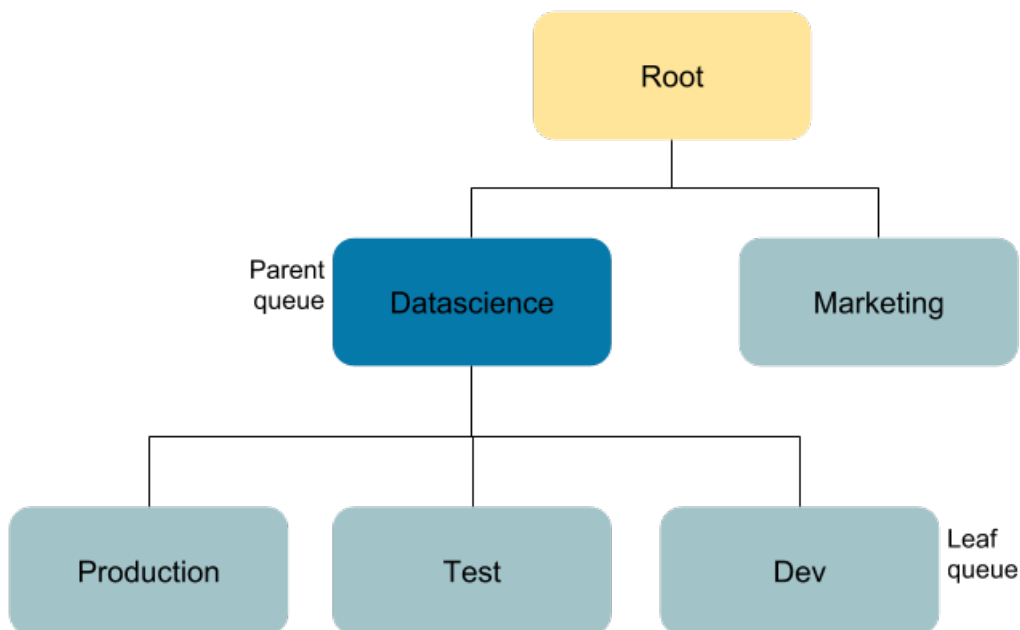 Root
Parent
queue
Datascience
Marketing
Production
Test
Dev
Leaf
queue